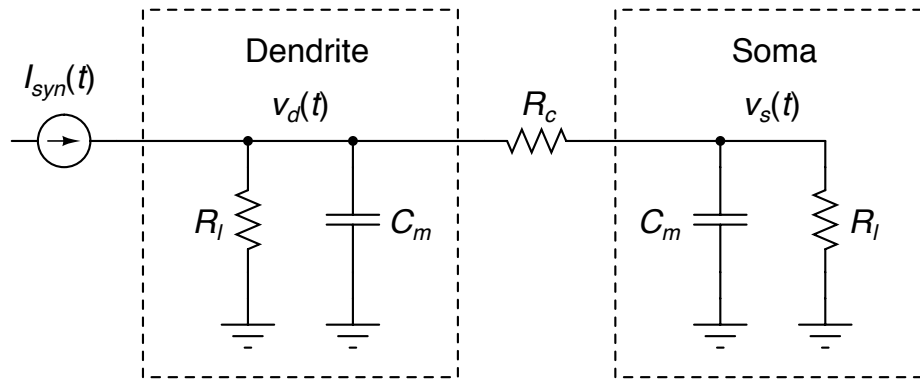 Dendrite
Soma
I_syn(t)
v_d(t)
R_c
v_s(t)
R_l
C_m
C_m
R_l